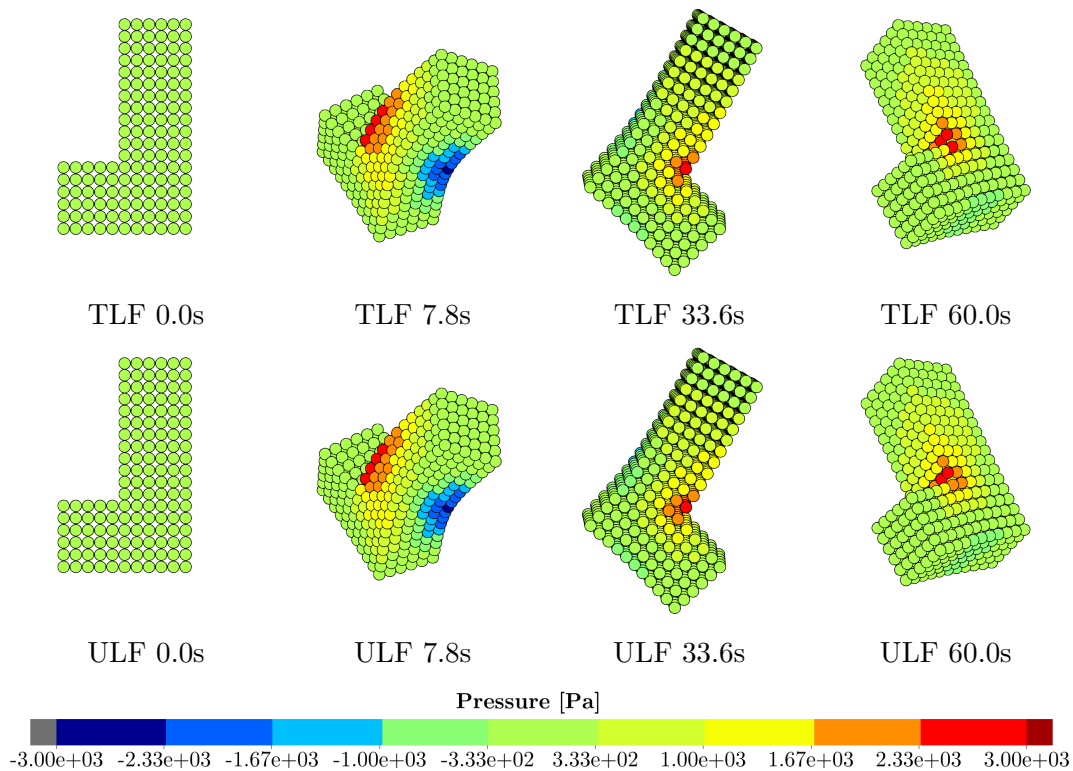 TLF 0.0s TLF 7.8s TLF 33.6s TLF 60.0s
ULF 0.0s ULF 7.8s ULF 33.6s ULF 60.0s
Pressure [Pa]
-3.00e+03 -2.33e+03 -1.67e+03 -1.00e+03 -3.33e+02 3.33e+02 1.00e+03 1.67e+03 2.33e+03 3.00e+03